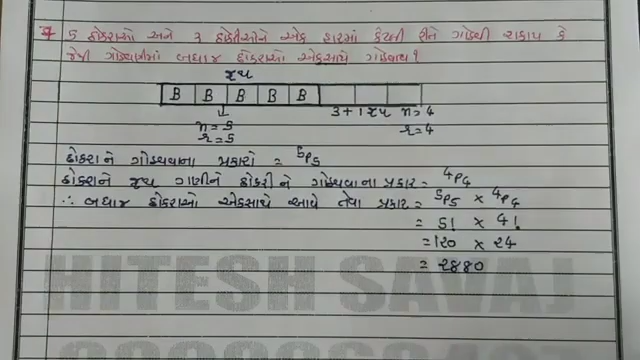 5 છોકરાઓ અને 3 છોકરીઓને એક હારમાં કેટલી રીતે ગોઠવી શકાય કે
જેથી ગોઠવણીમાં બધાજ છોકરાઓ એકસાથે ગોઠવાય?
જૂથ
B B B B B
3 + 1 જૂથ n = 4
r = 4
n = 5
r = 5
છોકરાને ગોઠવવાના પ્રકારો = ⁵P₅
છોકરાને જૂથ ગણીને છોકરીને ગોઠવવાના પ્રકાર = ⁴P₄
∴ બધાજ છોકરાઓ એકસાથે આવે તેવા પ્રકાર = ⁵P₅ × ⁴P₄
= 5! × 4!
= 120 × 24
= 2880
HITESH SAVAJ